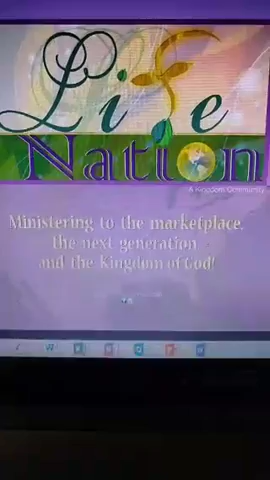 Life
Nation
A Kingdom Community
Ministering to the marketplace,
the next generation
and the Kingdom of God!